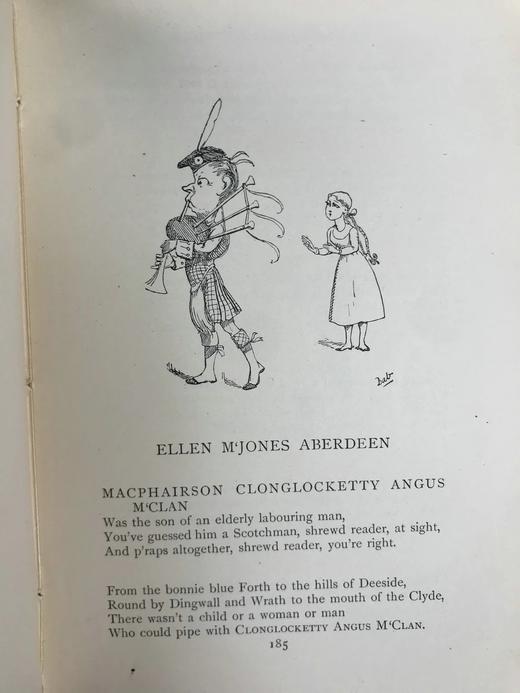 Bab
ELLEN M‘JONES ABERDEEN
MACPHAIRSON CLONGLOCKETTY ANGUS
M‘CLAN
Was the son of an elderly labouring man,
You've guessed him a Scotchman, shrewd reader, at sight,
And p'raps altogether, shrewd reader, you're right.
From the bonnie blue Forth to the hills of Deeside,
Round by Dingwall and Wrath to the mouth of the Clyde,
There wasn't a child or a woman or man
Who could pipe with CLONGLOCKETTY ANGUS M‘CLAN.
185